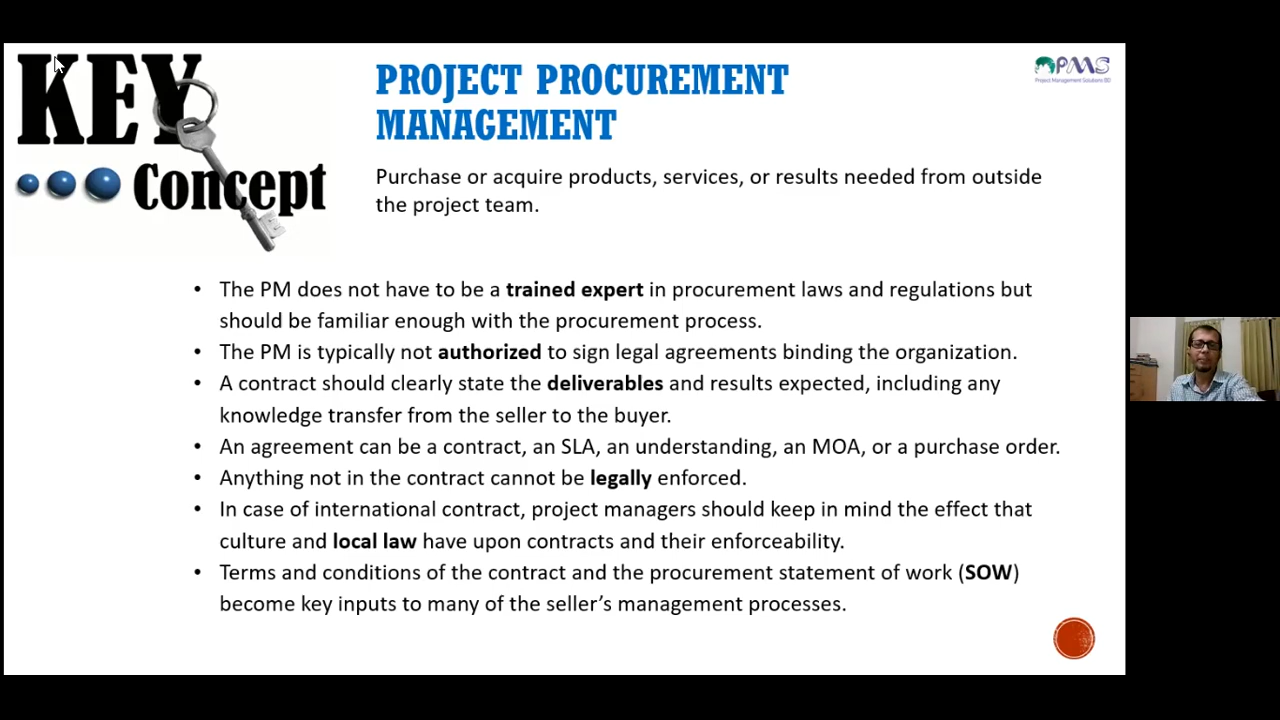 KEY
Concept
PROJECT PROCUREMENT
MANAGEMENT
PMS
Project Management Solutions BD
Purchase or acquire products, services, or results needed from outside
the project team.
• The PM does not have to be a trained expert in procurement laws and regulations but
should be familiar enough with the procurement process.
• The PM is typically not authorized to sign legal agreements binding the organization.
• A contract should clearly state the deliverables and results expected, including any
knowledge transfer from the seller to the buyer.
• An agreement can be a contract, an SLA, an understanding, an MOA, or a purchase order.
• Anything not in the contract cannot be legally enforced.
• In case of international contract, project managers should keep in mind the effect that
culture and local law have upon contracts and their enforceability.
• Terms and conditions of the contract and the procurement statement of work (SOW)
become key inputs to many of the seller’s management processes.